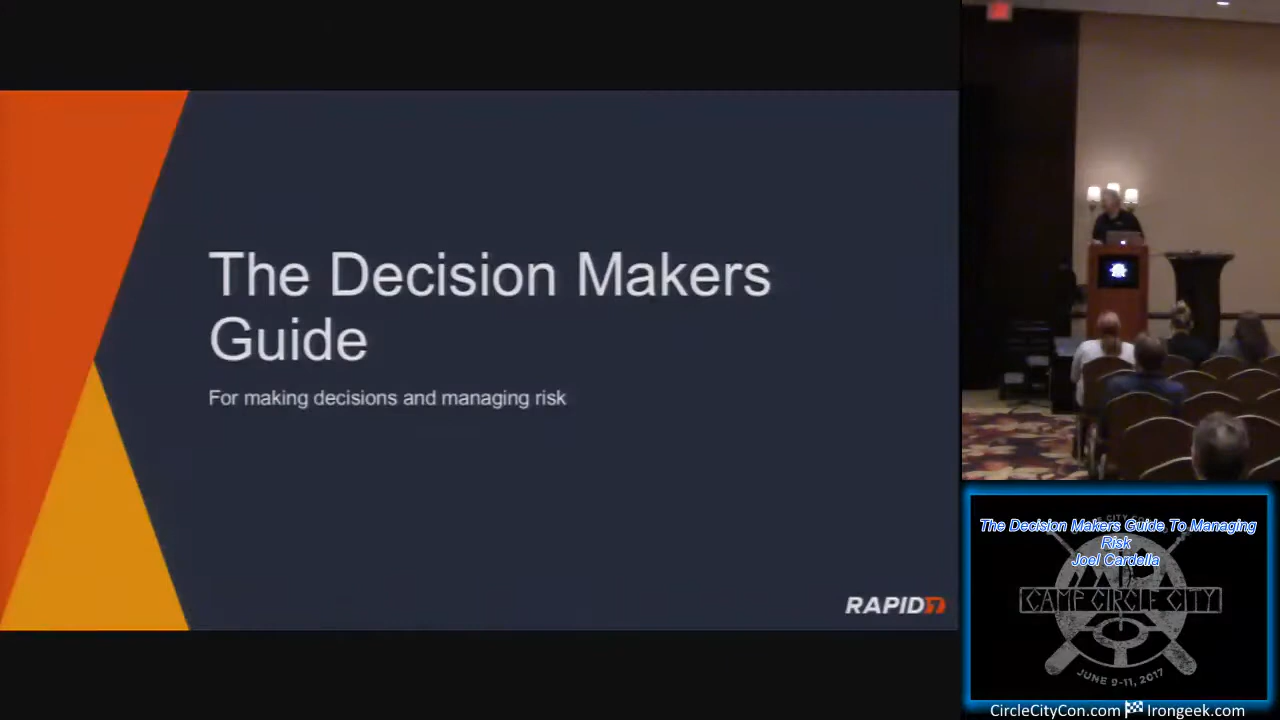 The Decision Makers
Guide
For making decisions and managing risk
RAPID7
The Decision Makers Guide To Managing
Risk
Joel Cardella
CAMP CIRCLE CITY
JUNE 9-11, 2017
CircleCityCon.com Irongeek.com